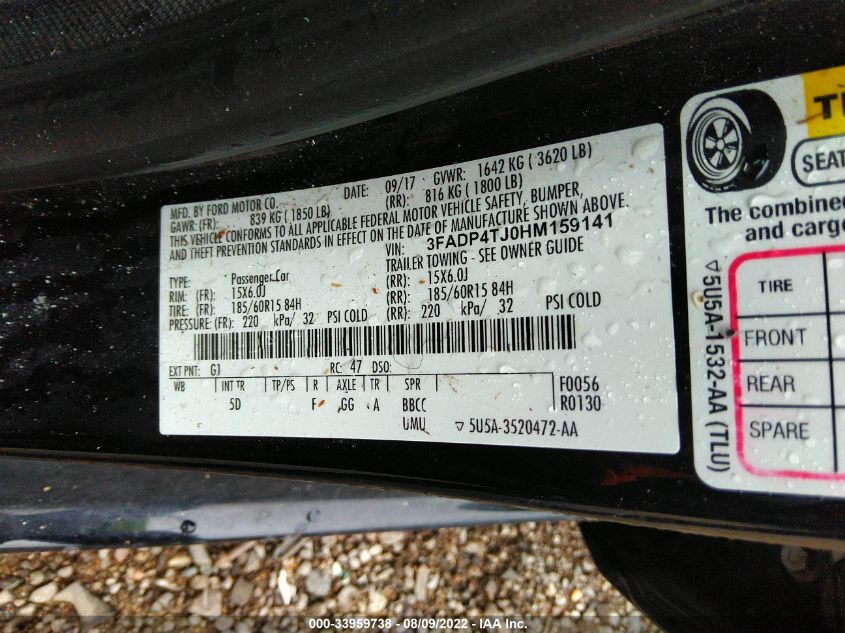 MFD. BY FORD MOTOR CO.
DATE: 09/17 GVWR: 1642 KG ( 3620 LB)
GAWR: (FR): 839 KG ( 1850 LB) (RR): 816 KG ( 1800 LB)
THIS VEHICLE CONFORMS TO ALL APPLICABLE FEDERAL MOTOR VEHICLE SAFETY, BUMPER,
AND THEFT PREVENTION STANDARDS IN EFFECT ON THE DATE OF MANUFACTURE SHOWN ABOVE.
VIN: 3FADP4TJ0HM159141
TRAILER TOWING - SEE OWNER GUIDE
TYPE: Passenger Car
RIM: (FR): 15X6.0J (RR): 15X6.0J
TIRE: (FR): 185/60R15 84H (RR): 185/60R15 84H
PRESSURE:(FR): 220 kPa/ 32 PSI COLD (RR): 220 kPa/ 32 PSI COLD
EXT PNT: G1 RC: 47 DSO:
WB INT TR TP/PS R AXLE TR SPR F0056
5D F GG A BBCC R0130
UMU ▽ 5U5A-3520472-AA
SEAT
The combined
and cargo
▽5U5A-1532-AA (TLU)
TIRE
FRONT
REAR
SPARE
000-33959738 - 08/09/2022 - IAA Inc.